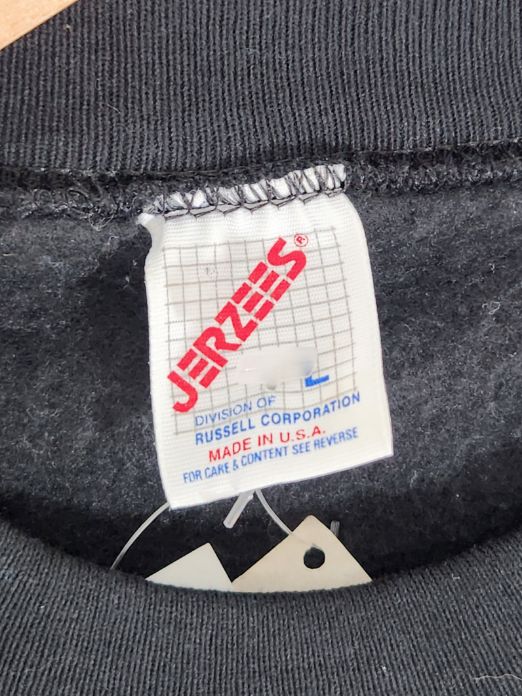 JERZEES®
L
DIVISION OF
RUSSELL CORPORATION
MADE IN U.S.A.
FOR CARE & CONTENT SEE REVERSE